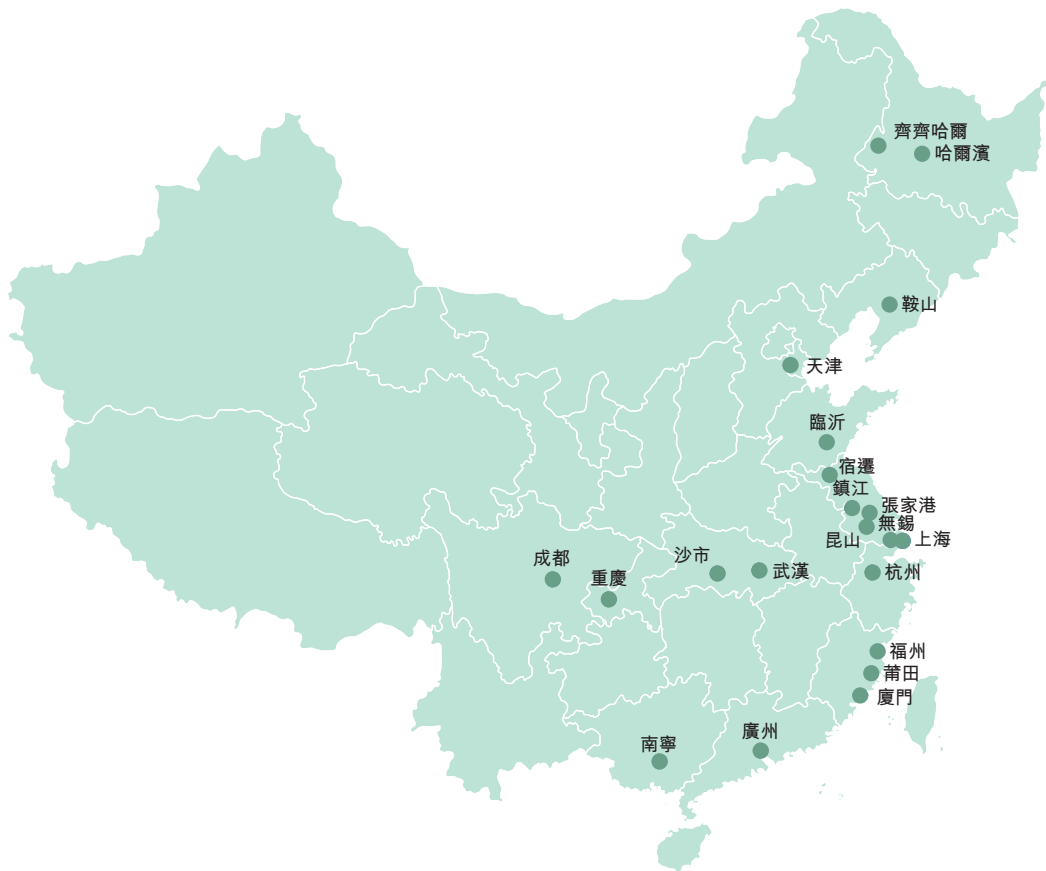 齊齊哈爾
哈爾濱
鞍山
天津
臨沂
宿遷
鎮江
張家港
無錫
昆山
上海
成都
沙市
武漢
杭州
重慶
福州
莆田
廈門
廣州
南寧